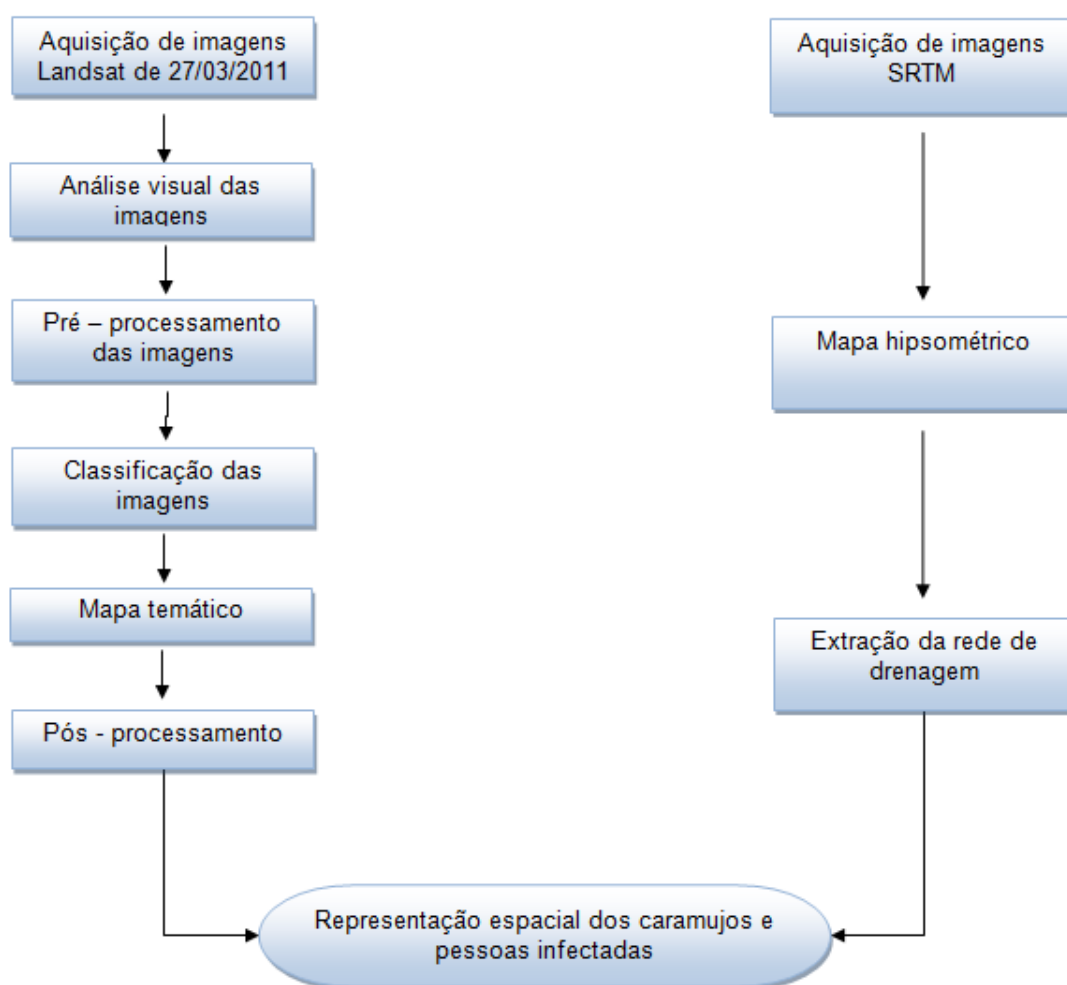 Aquisição de imagens
Landsat de 27/03/2011
Análise visual das
imagens
Pré – processamento
das imagens
Classificação das
imagens
Mapa temático
Pós - processamento
Aquisição de imagens
SRTM
Mapa hipsométrico
Extração da rede de
drenagem
Representação espacial dos caramujos e
pessoas infectadas